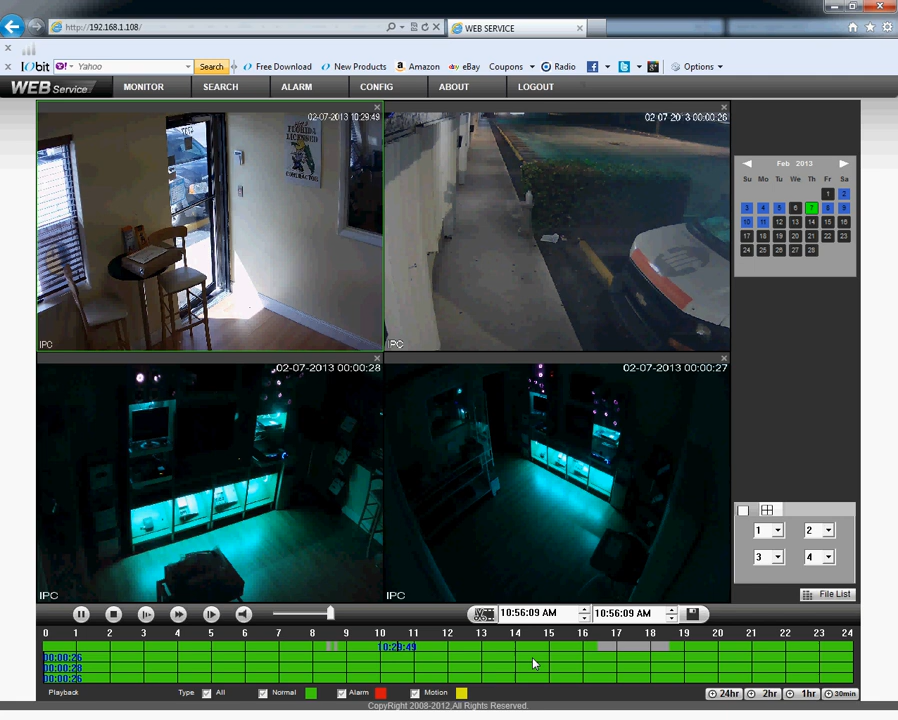 http://192.168.1.108/
WEB SERVICE
IObit Yahoo Search Free Download New Products Amazon eBay Coupons Radio Options
WEB Service MONITOR SEARCH ALARM CONFIG ABOUT LOGOUT
02-07-2013 10:29:49
FLORIDA
LICENSED
CONTRACTOR
IPC
02-07-2013 00:00:26
IPC
02-07-2013 00:00:28
IPC
02-07-2013 00:00:27
IPC
Feb 2013
Su Mo Tu We Th Fr Sa
1 2
3 4 5 6 7 8 9
10 11 12 13 14 15 16
17 18 19 20 21 22 23
24 25 26 27 28
1 2
3 4
File List
10:56:09 AM 10:56:09 AM
0 1 2 3 4 5 6 7 8 9 10 11 12 13 14 15 16 17 18 19 20 21 22 23 24
10:29:49
00:00:26
00:00:28
00:00:26
Playback Type All Normal Alarm Motion 24hr 2hr 1hr 30min
CopyRight 2008-2012,All Rights Reserved.